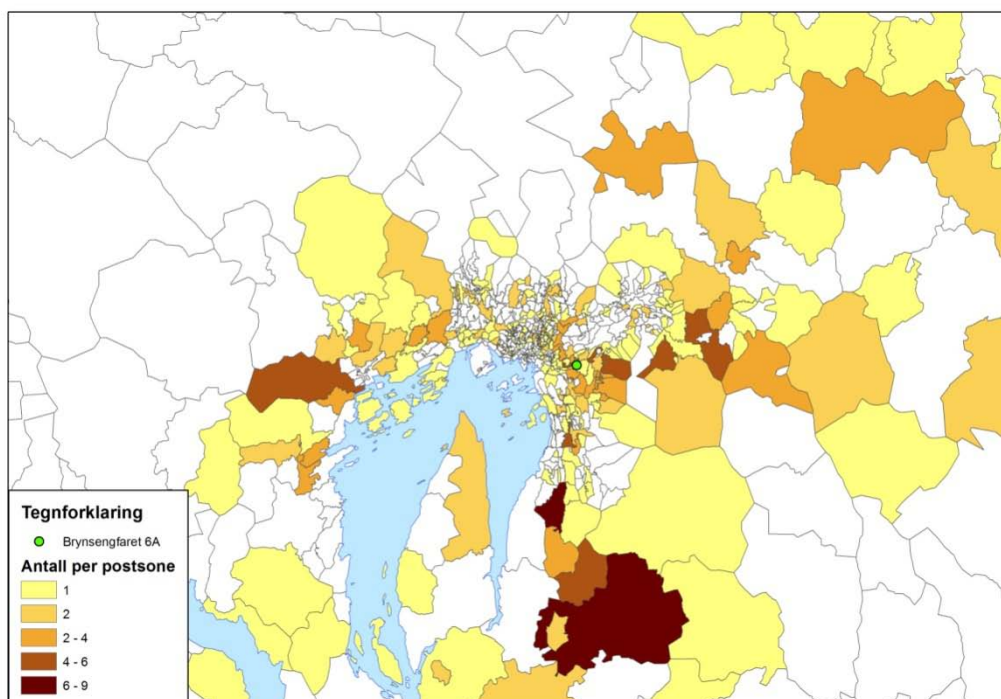 Tegnforklaring
Brynsengfaret 6A
Antall per postsone
1
2
2 - 4
4 - 6
6 - 9